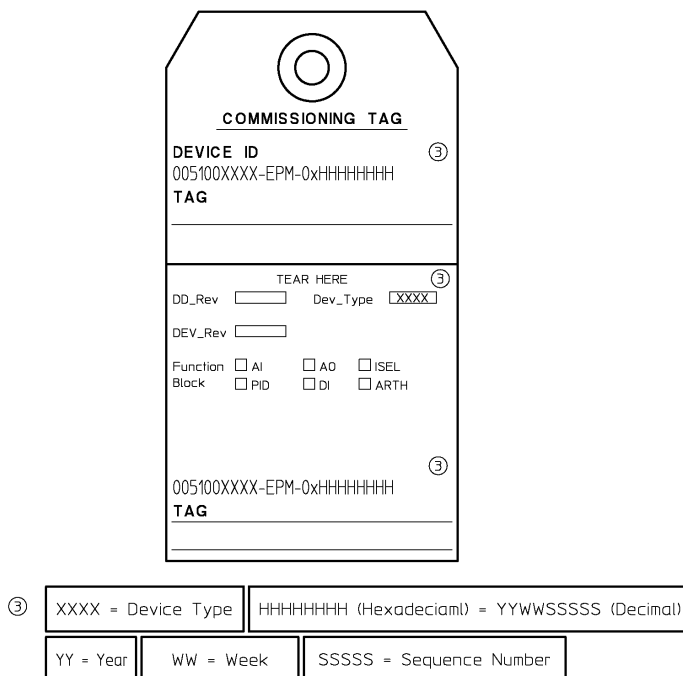 COMMISSIONING TAG
DEVICE ID ③
005100XXXX-EPM-0xHHHHHHHH
TAG
TEAR HERE ③
DD_Rev Dev_Type XXXX
DEV_Rev
Function AI AO ISEL
Block PID DI ARTH
③
005100XXXX-EPM-0xHHHHHHHH
TAG
③ XXXX = Device Type HHHHHHHH (Hexadeciaml) = YYWWSSSSS (Decimal)
YY = Year WW = Week SSSSS = Sequence Number